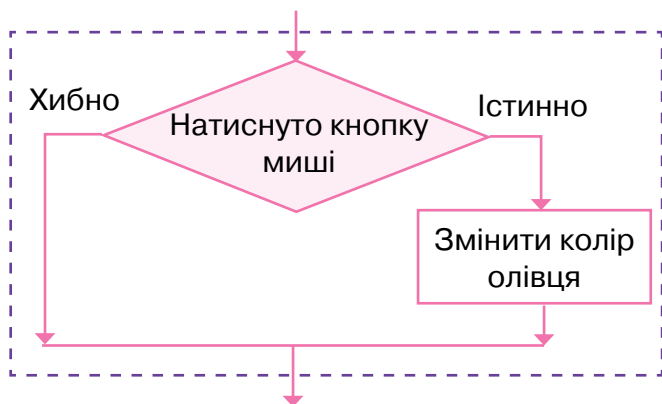 Хибно
Істинно
Натиснуто кнопку
миші
Змінити колір
олівця